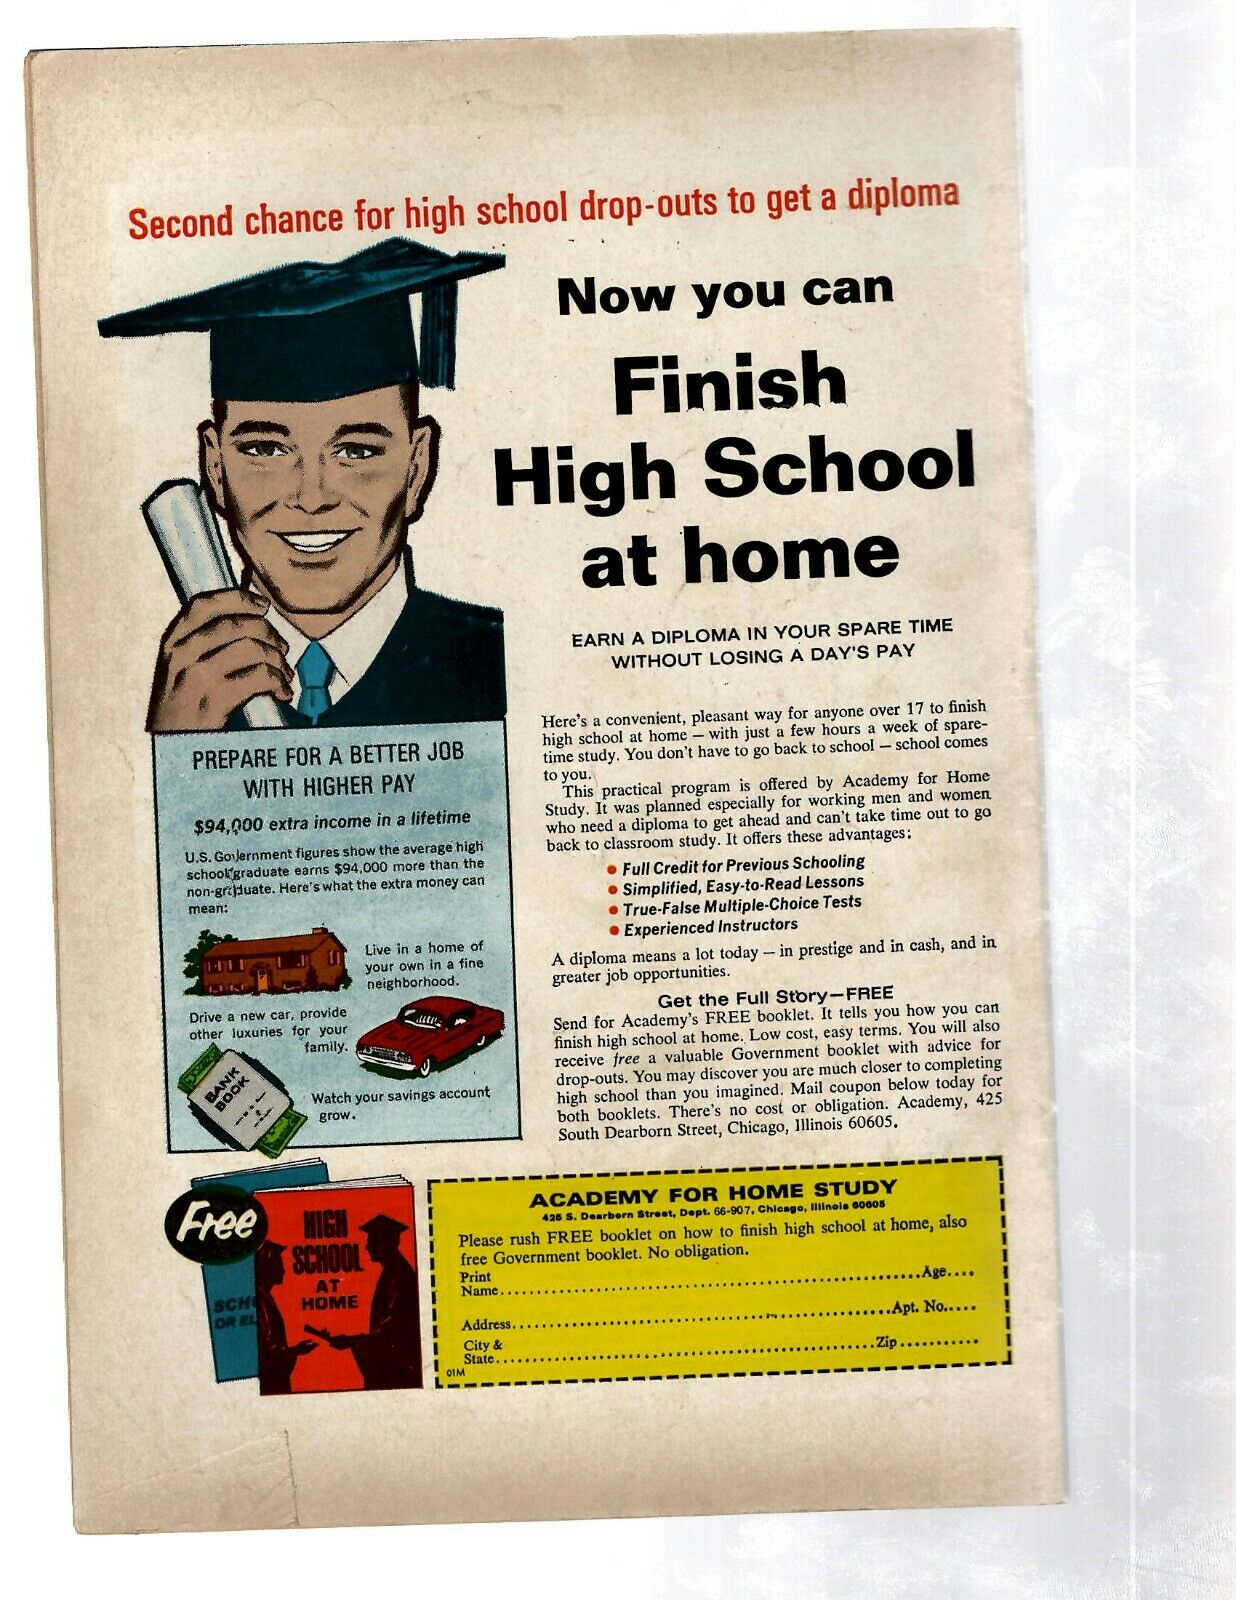 Second chance for high school drop-outs to get a diploma
Now you can
Finish
High School
at home
EARN A DIPLOMA IN YOUR SPARE TIME
WITHOUT LOSING A DAY'S PAY
Here's a convenient, pleasant way for anyone over 17 to finish
high school at home — with just a few hours a week of spare-
time study. You don't have to go back to school — school comes
to you.
This practical program is offered by Academy for Home
Study. It was planned especially for working men and women
who need a diploma to get ahead and can't take time out to go
back to classroom study. It offers these advantages:
• Full Credit for Previous Schooling
• Simplified, Easy-to-Read Lessons
• True-False Multiple-Choice Tests
• Experienced Instructors
A diploma means a lot today — in prestige and in cash, and in
greater job opportunities.
Get the Full Story—FREE
Send for Academy's FREE booklet. It tells you how you can
finish high school at home. Low cost, easy terms. You will also
receive free a valuable Government booklet with advice for
drop-outs. You may discover you are much closer to completing
high school than you imagined. Mail coupon below today for
both booklets. There's no cost or obligation. Academy, 425
South Dearborn Street, Chicago, Illinois 60605.
PREPARE FOR A BETTER JOB
WITH HIGHER PAY
$94,000 extra income in a lifetime
U.S. Government figures show the average high
school graduate earns $94,000 more than the
non-graduate. Here's what the extra money can
mean:
Live in a home of
your own in a fine
neighborhood.
Drive a new car, provide
other luxuries for your
family.
BANK
BOOK
Watch your savings account
grow.
Free
HIGH
SCHOOL
AT
HOME
SCH
OR EL
ACADEMY FOR HOME STUDY
425 S. Dearborn Street, Dept. 66-907, Chicago, Illinois 60605
Please rush FREE booklet on how to finish high school at home, also
free Government booklet. No obligation.
Print
Name..........Age....
Address..........Apt. No.....
City &
State..........Zip...........
01M